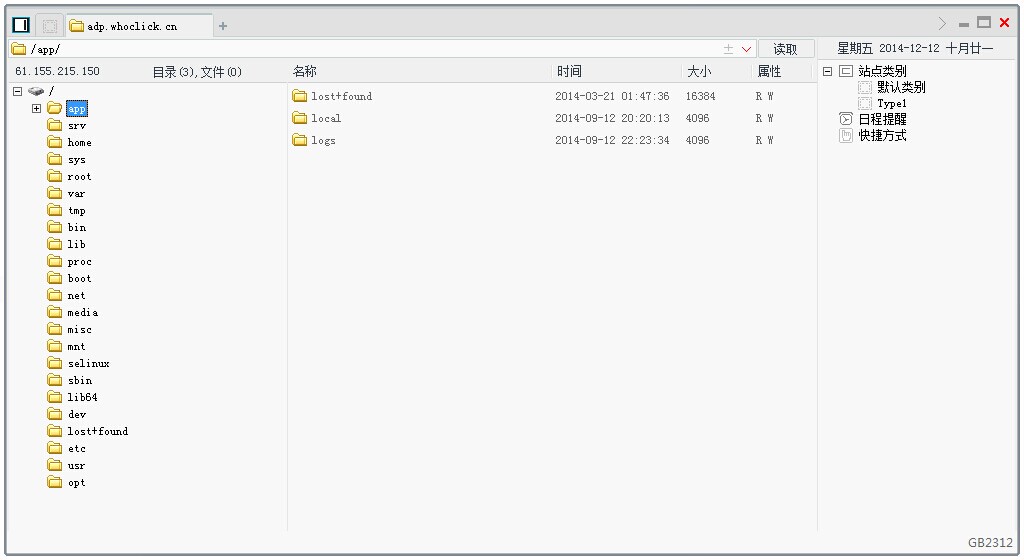 adp.whoclick.cn
/app/
读取
星期五 2014-12-12 十月廿一
61.155.215.150
目录(3),文件(0)
名称 时间 大小 属性
/
app
srv
home
sys
root
var
tmp
bin
lib
proc
boot
net
media
misc
mnt
selinux
sbin
lib64
dev
lost+found
etc
usr
opt
lost+found 2014-03-21 01:47:36 16384 R W
local 2014-09-12 20:20:13 4096 R W
logs 2014-09-12 22:23:34 4096 R W
站点类别
默认类别
Type1
日程提醒
快捷方式
GB2312